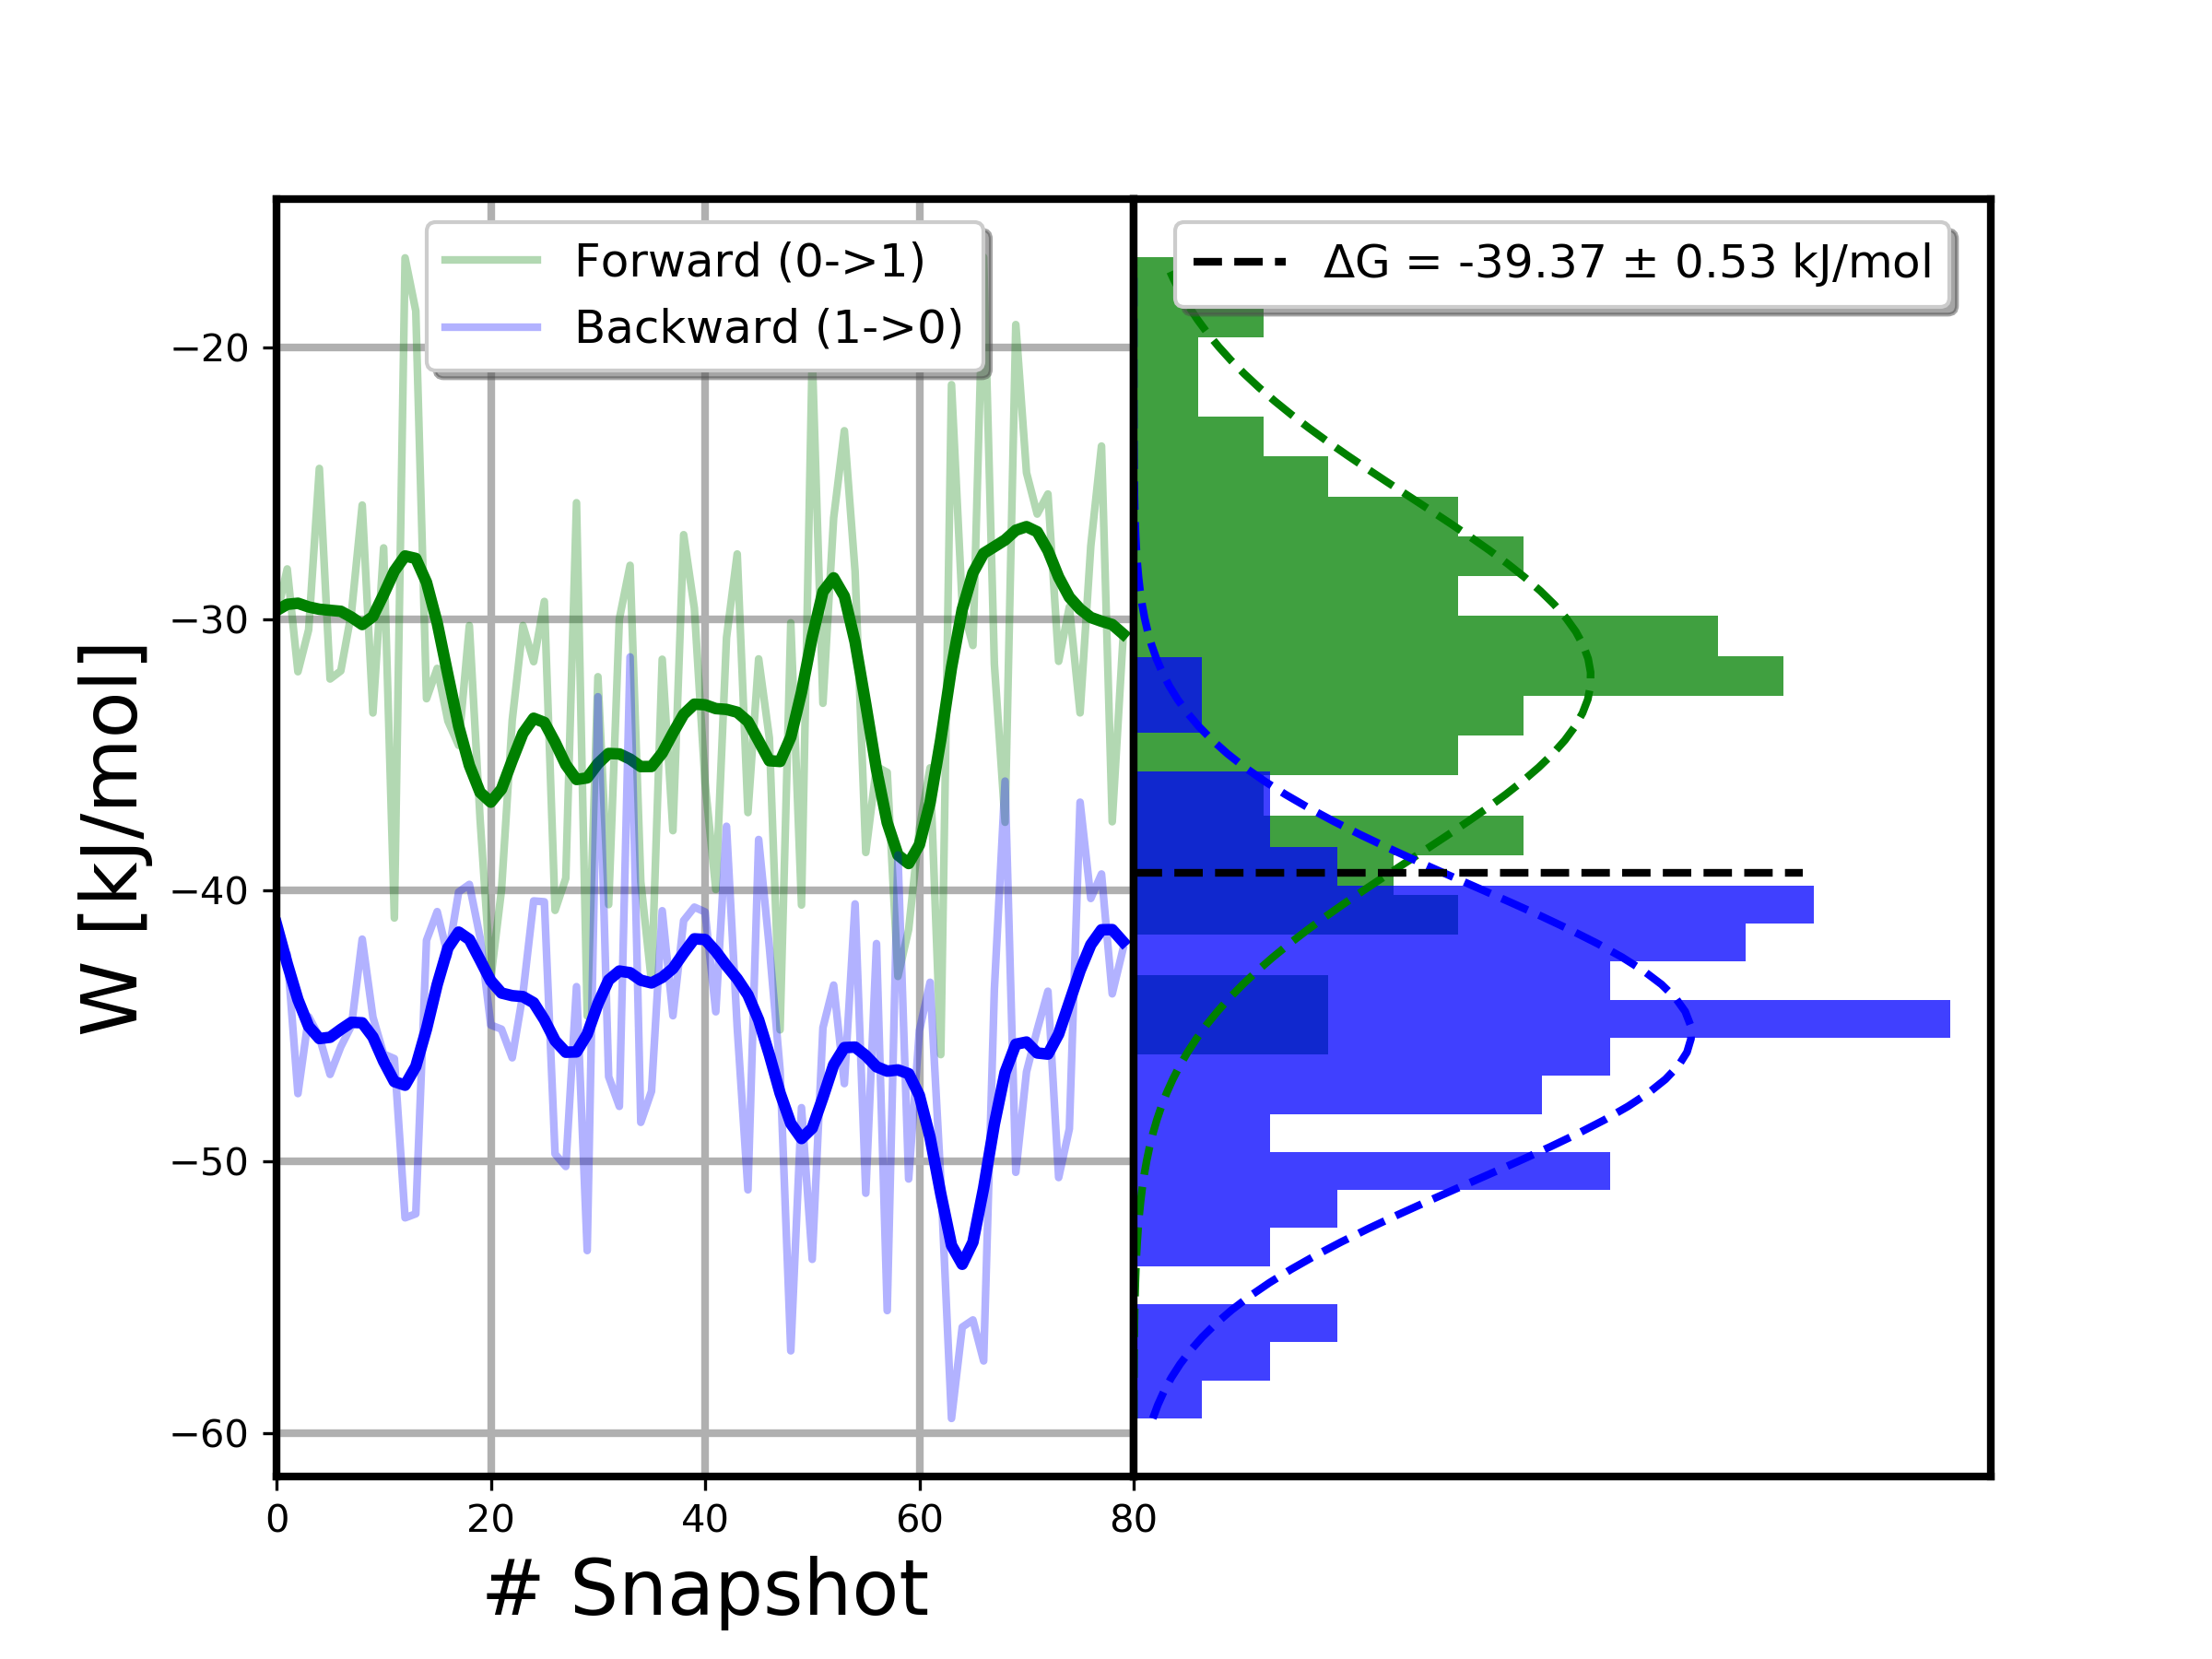 Forward (0->1)
Backward (1->0)
ΔG = -39.37 ± 0.53 kJ/mol
−20
−30
−40
−50
−60
W [kJ/mol]
0 20 40 60 80
# Snapshot